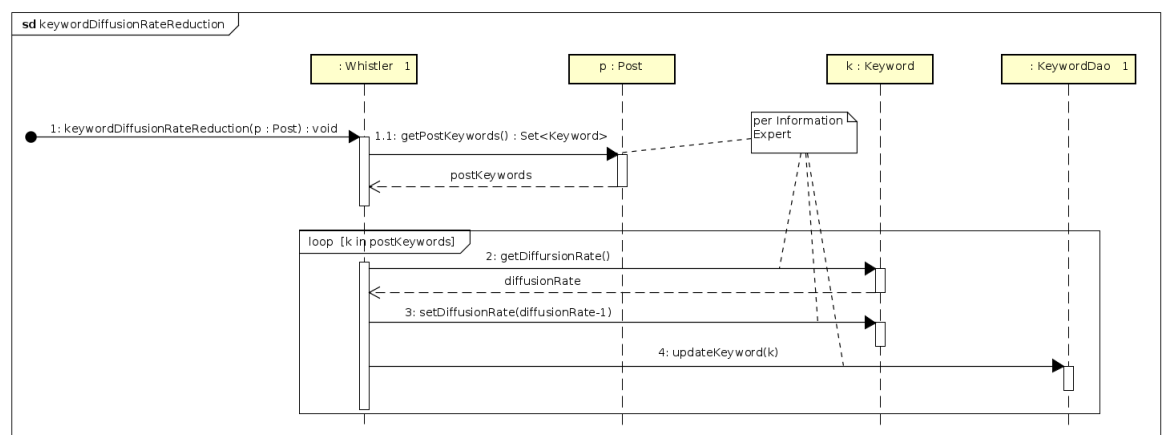 sd keywordDiffusionRateReduction
: Whistler 1
p : Post
k : Keyword
: KeywordDao 1
1: keywordDiffusionRateReduction(p : Post) : void
1.1: getPostKeywords() : Set<Keyword>
per Information
Expert
postKeywords
loop [k in postKeywords]
2: getDiffursionRate()
diffusionRate
3: setDiffusionRate(diffusionRate-1)
4: updateKeyword(k)